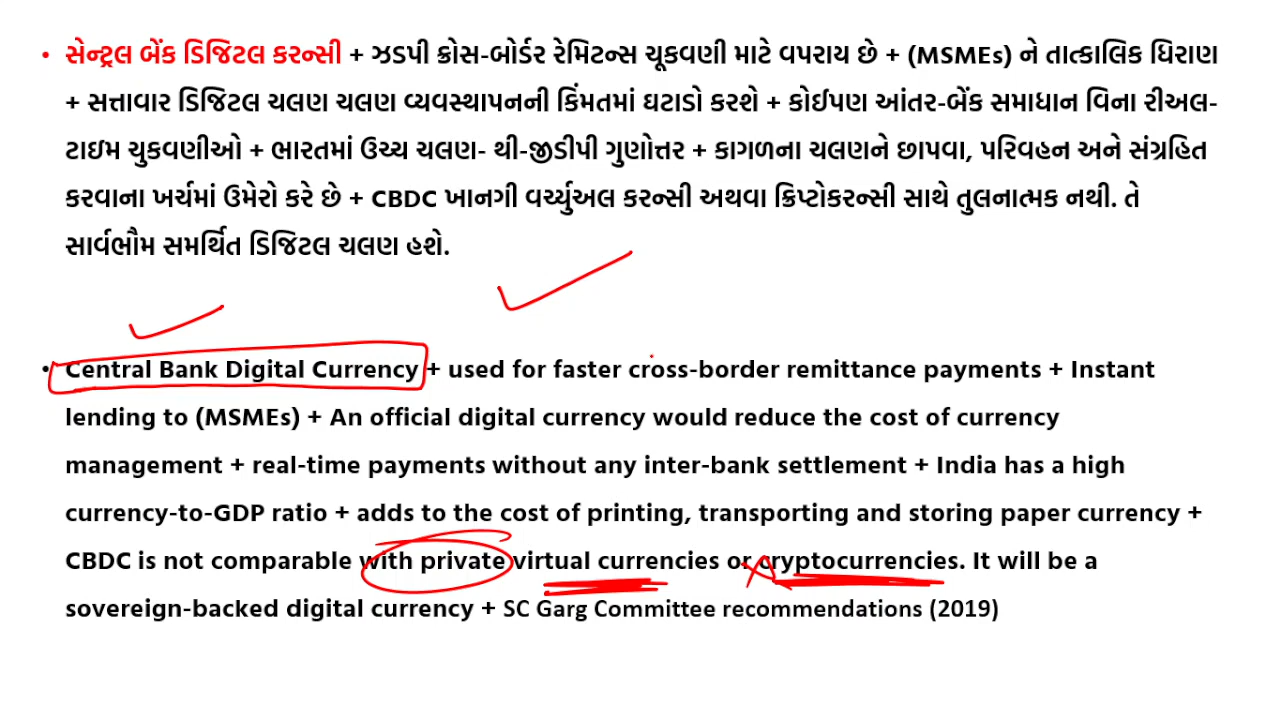 • સેન્ટ્રલ બેંક ડિજિટલ કરન્સી + ઝડપી ક્રોસ-બોર્ડર રેમિટન્સ ચૂકવણી માટે વપરાય છે + (MSMEs) ને તાત્કાલિક ધિરાણ
+ સત્તાવાર ડિજિટલ ચલણ ચલણ વ્યવસ્થાપનની કિંમતમાં ઘટાડો કરશે + કોઈપણ આંતર-બેંક સમાધાન વિના રીઅલ-
ટાઇમ ચુકવણીઓ + ભારતમાં ઉચ્ચ ચલણ- થી-જીડીપી ગુણોત્તર + કાગળના ચલણને છાપવા, પરિવહન અને સંગ્રહિત
કરવાના ખર્ચમાં ઉમેરો કરે છે + CBDC ખાનગી વર્ચ્યુઅલ કરન્સી અથવા ક્રિપ્ટોકરન્સી સાથે તુલનાત્મક નથી. તે
સાર્વભૌમ સમર્થિત ડિજિટલ ચલણ હશે.
• Central Bank Digital Currency + used for faster cross-border remittance payments + Instant
lending to (MSMEs) + An official digital currency would reduce the cost of currency
management + real-time payments without any inter-bank settlement + India has a high
currency-to-GDP ratio + adds to the cost of printing, transporting and storing paper currency +
CBDC is not comparable with private virtual currencies or cryptocurrencies. It will be a
sovereign-backed digital currency + SC Garg Committee recommendations (2019)